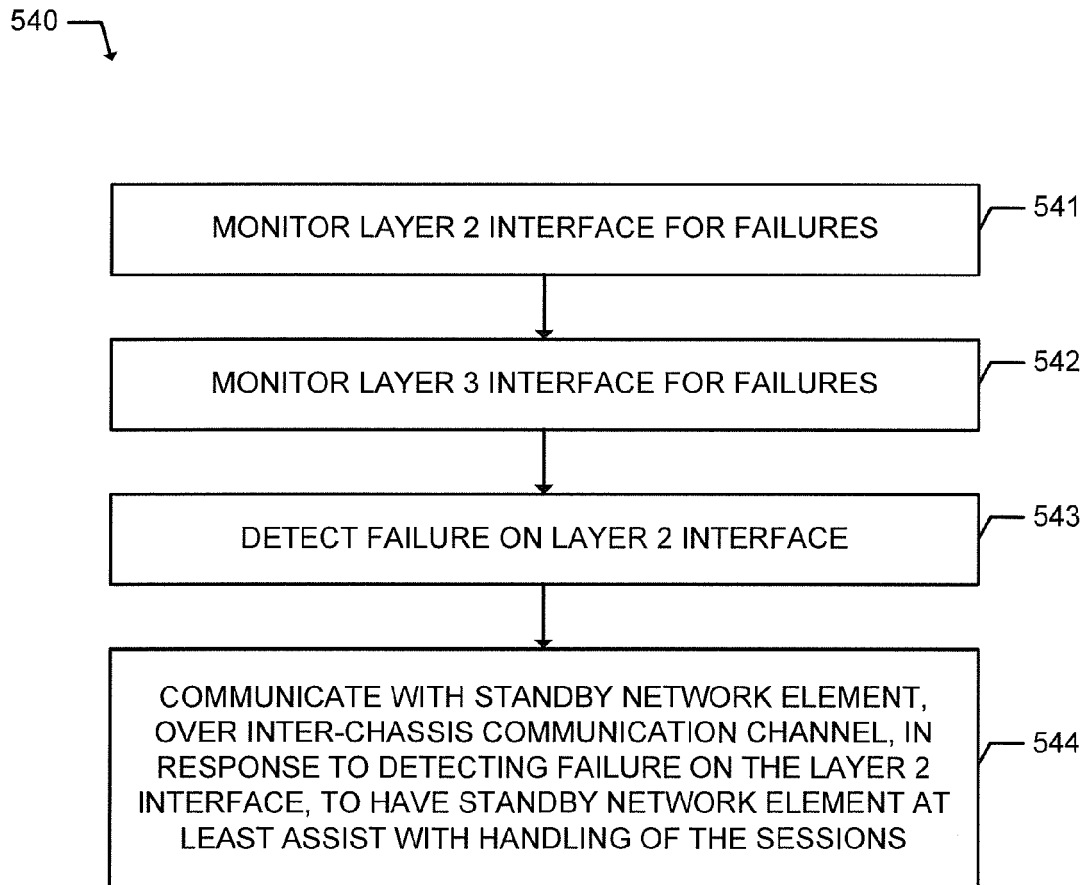 540
MONITOR LAYER 2 INTERFACE FOR FAILURES
541
MONITOR LAYER 3 INTERFACE FOR FAILURES
542
DETECT FAILURE ON LAYER 2 INTERFACE
543
COMMUNICATE WITH STANDBY NETWORK ELEMENT,
OVER INTER-CHASSIS COMMUNICATION CHANNEL, IN
RESPONSE TO DETECTING FAILURE ON THE LAYER 2
INTERFACE, TO HAVE STANDBY NETWORK ELEMENT AT
LEAST ASSIST WITH HANDLING OF THE SESSIONS
544